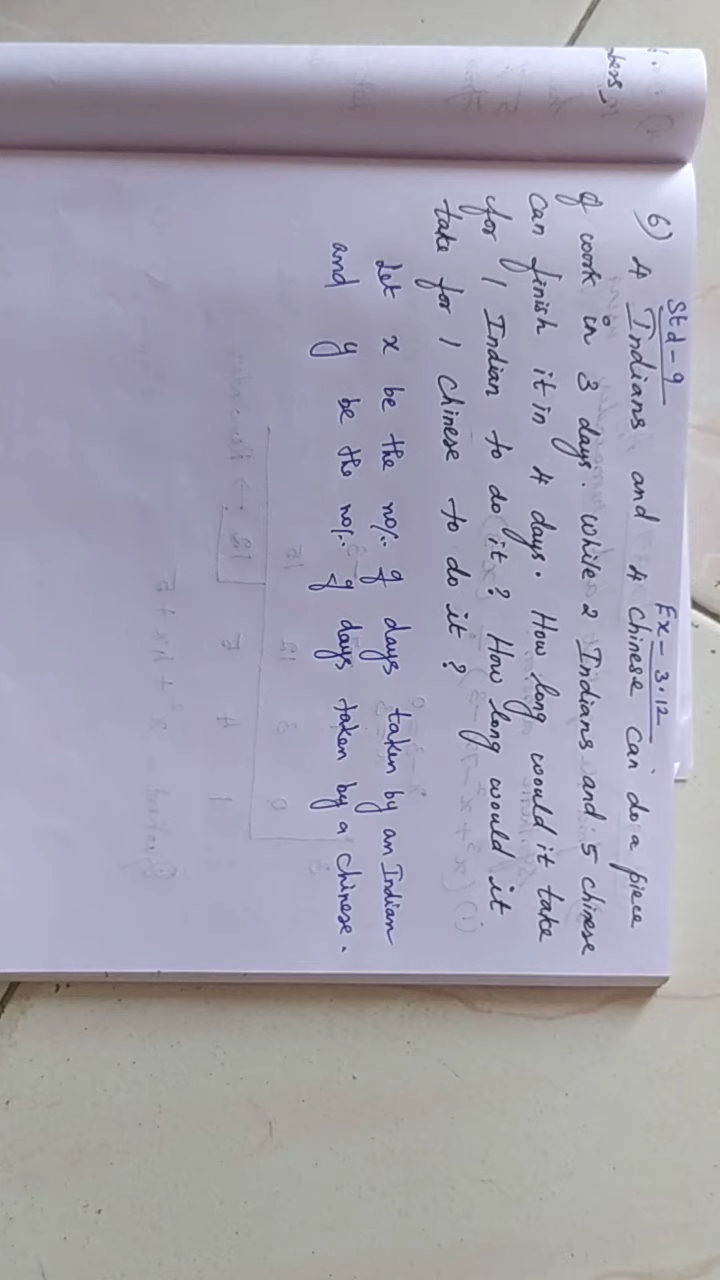 Std-9 Ex-3.12
6) 4 Indians and 4 chinese can do a piece
of work in 3 days. while 2 Indians and 5 chinese
can finish it in 4 days. How long would it take
for 1 Indian to do it? How long would it
take for 1 chinese to do it?
Let x be the no/. of days taken by an Indian
and y be the no/. of days taken by a chinese.